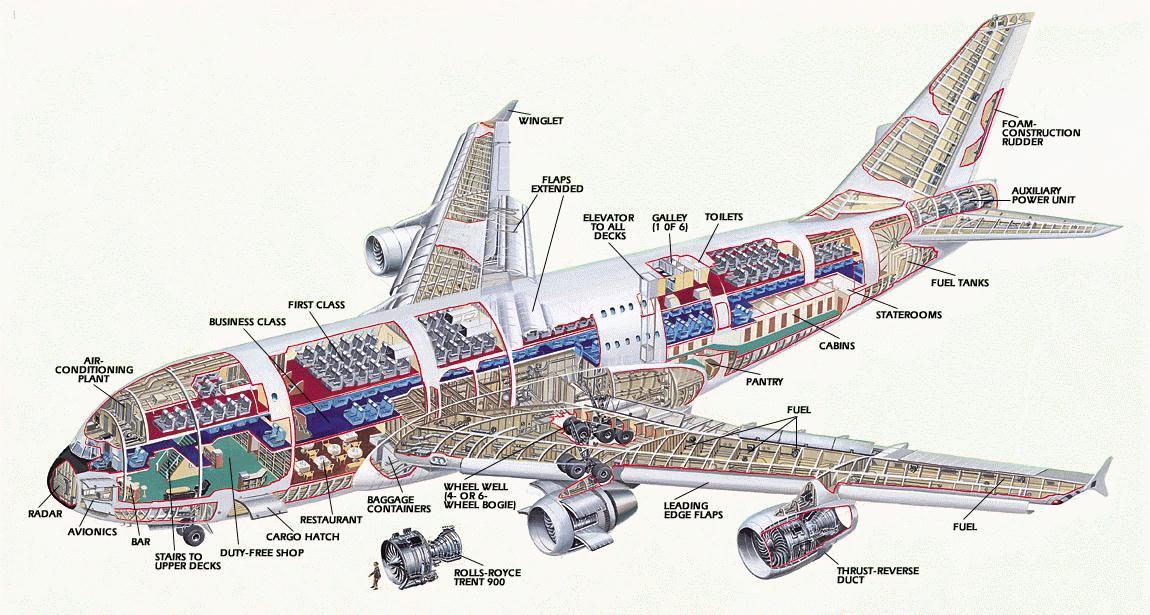 WINGLET
FOAM-
CONSTRUCTION
RUDDER
FLAPS
EXTENDED
AUXILIARY
POWER UNIT
ELEVATOR
TO ALL
DECKS
GALLEY
(1 OF 6)
TOILETS
FUEL TANKS
STATEROOMS
FIRST CLASS
BUSINESS CLASS
CABINS
AIR-
CONDITIONING
PLANT
PANTRY
FUEL
WHEEL WELL
(4- OR 6-
WHEEL BOGIE)
BAGGAGE
CONTAINERS
LEADING
EDGE FLAPS
RADAR
AVIONICS
BAR
STAIRS TO
UPPER DECKS
DUTY-FREE SHOP
CARGO HATCH
RESTAURANT
FUEL
ROLLS-ROYCE
TRENT 900
THRUST-REVERSE
DUCT